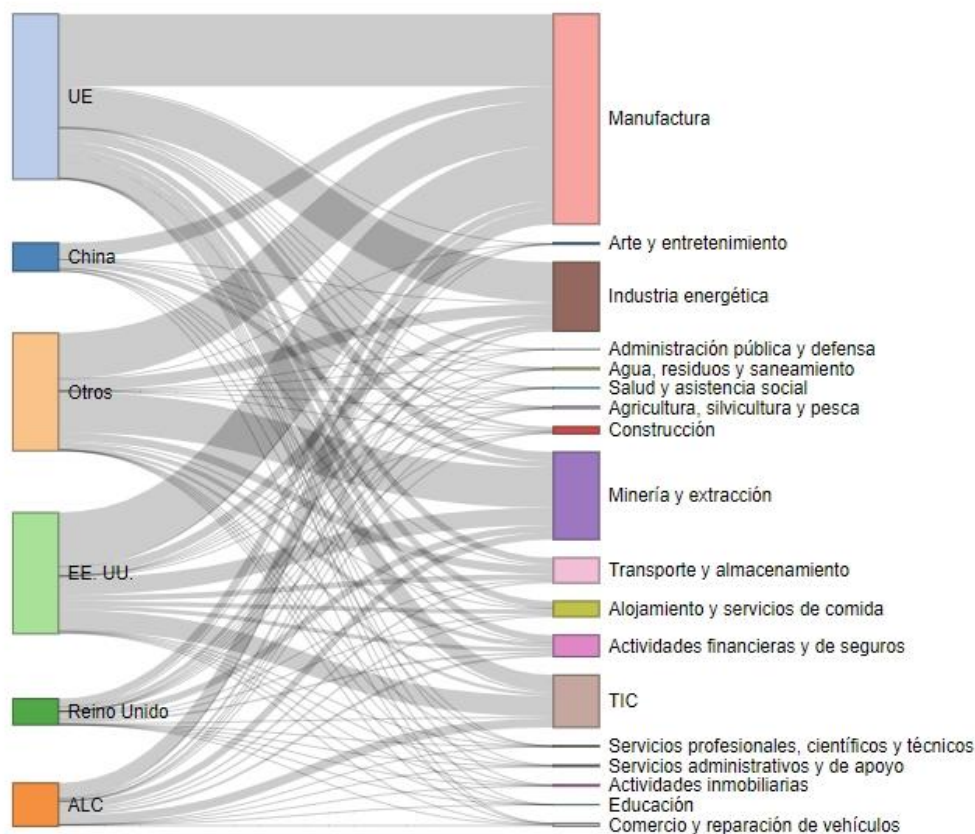 UE
China
Otros
EE. UU.
Reino Unido
ALC
Manufactura
Arte y entretenimiento
Industria energética
Administración pública y defensa
Agua, residuos y saneamiento
Salud y asistencia social
Agricultura, silvicultura y pesca
Construcción
Minería y extracción
Transporte y almacenamiento
Alojamiento y servicios de comida
Actividades financieras y de seguros
TIC
Servicios profesionales, científicos y técnicos
Servicios administrativos y de apoyo
Actividades inmobiliarias
Educación
Comercio y reparación de vehículos